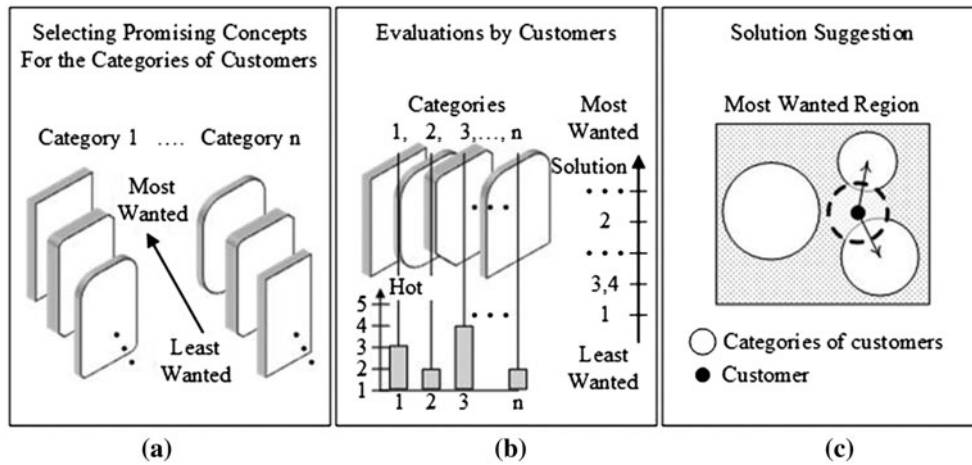 Selecting Promising Concepts
For the Categories of Customers
Category 1 .... Category n
Most
Wanted
Least
Wanted
(a)
Evaluations by Customers
Categories
1, 2, 3,..., n
Most
Wanted
Solution
2
3,4
1
Least
Wanted
Hot
5
4
3
2
1
1 2 3 n
(b)
Solution Suggestion
Most Wanted Region
Categories of customers
Customer
(c)